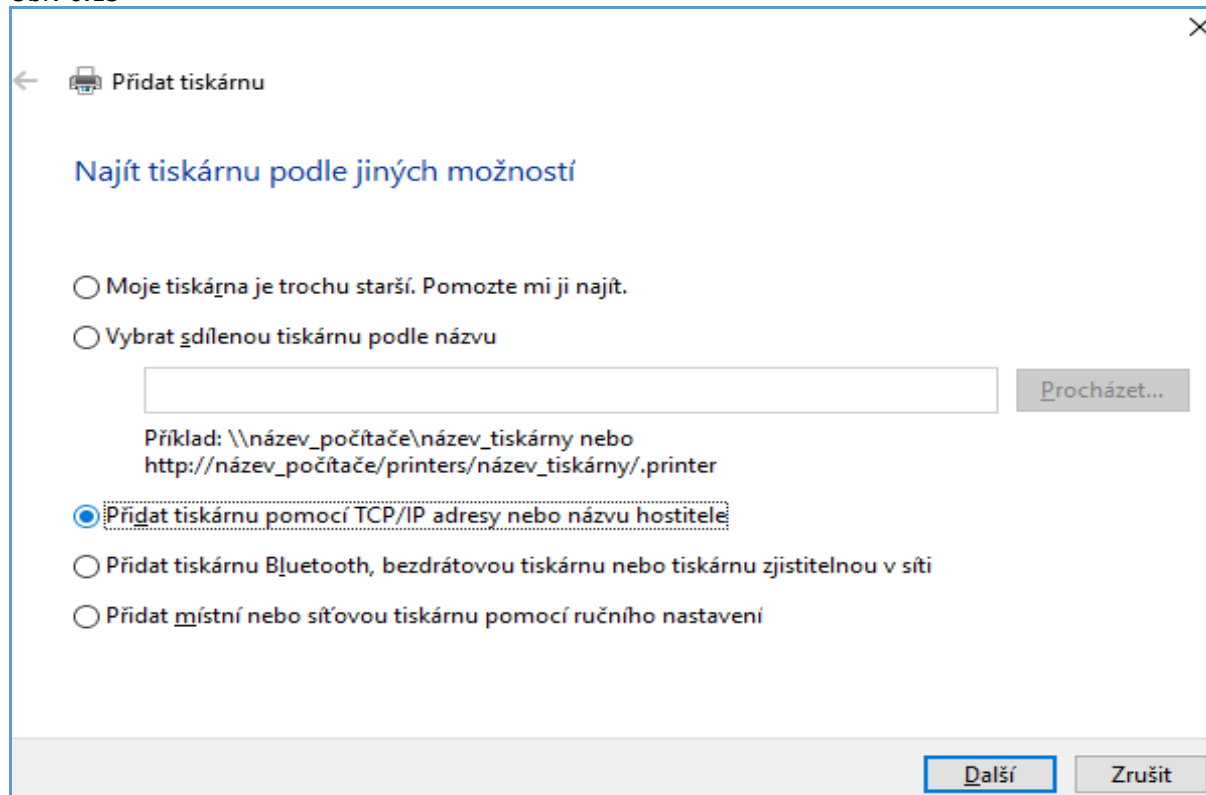 Přidat tiskárnu
Najít tiskárnu podle jiných možností
Moje tiskárna je trochu starší. Pomozte mi ji najít.
Vybrat sdílenou tiskárnu podle názvu
Procházet...
Příklad: \\název_počítače\název_tiskárny nebo
http://název_počítače/printers/název_tiskárny/.printer
Přidat tiskárnu pomocí TCP/IP adresy nebo názvu hostitele
Přidat tiskárnu Bluetooth, bezdrátovou tiskárnu nebo tiskárnu zjistitelnou v síti
Přidat místní nebo síťovou tiskárnu pomocí ručního nastavení
Další Zrušit